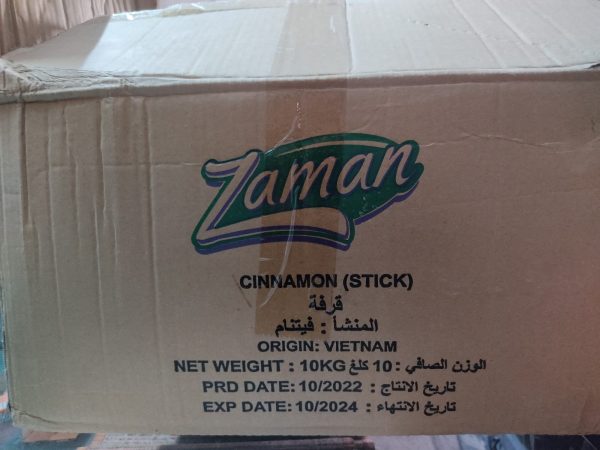 Zaman
CINNAMON (STICK)
قرفة
المنشأ : فيتنام
ORIGIN: VIETNAM
NET WEIGHT : 10KG الوزن الصافي : 10 كلغ
PRD DATE: 10/2022 : تاريخ الانتاج
EXP DATE: 10/2024 : تاريخ الانتهاء